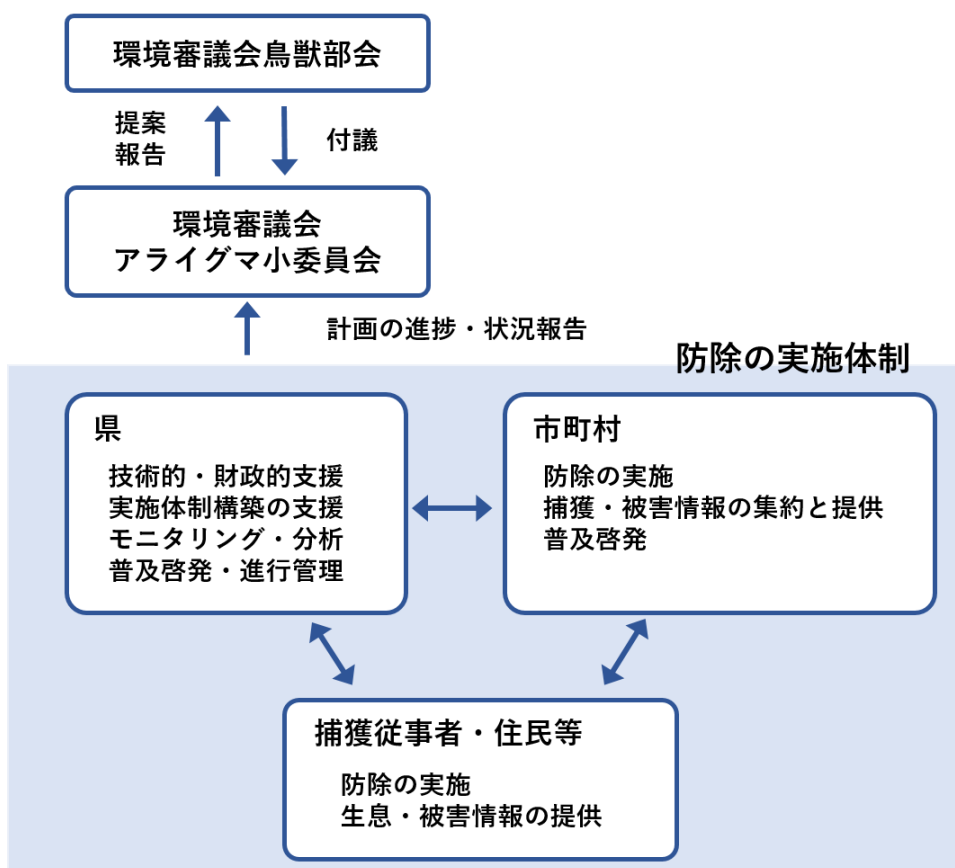 環境審議会鳥獣部会
提案
報告
付議
環境審議会
アライグマ小委員会
計画の進捗・状況報告
防除の実施体制
県
技術的・財政的支援
実施体制構築の支援
モニタリング・分析
普及啓発・進行管理
市町村
防除の実施
捕獲・被害情報の集約と提供
普及啓発
捕獲従事者・住民等
防除の実施
生息・被害情報の提供